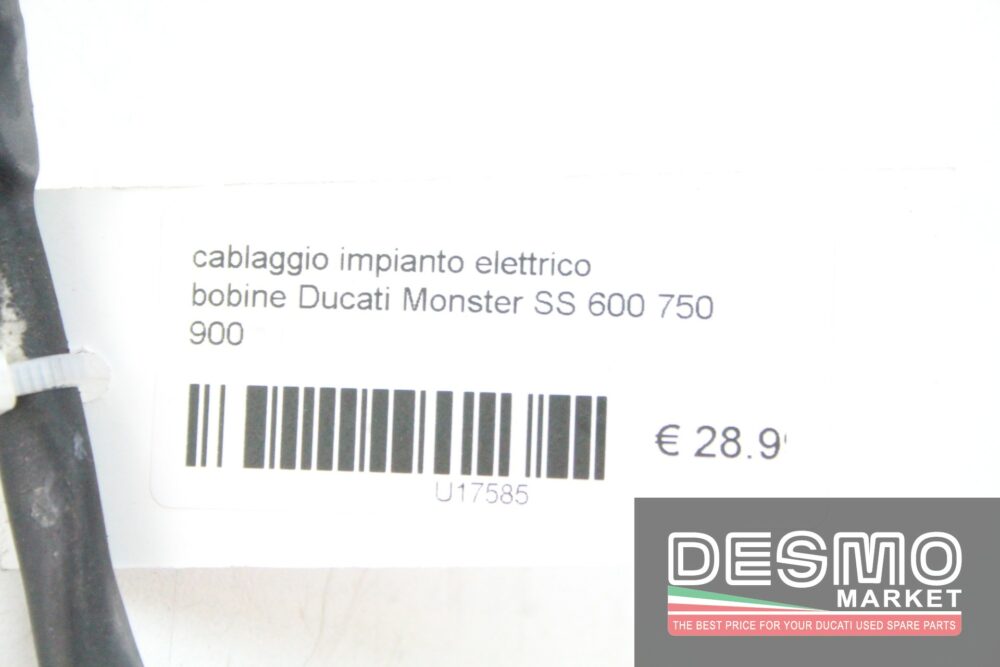 cablaggio impianto elettrico
bobine Ducati Monster SS 600 750
900
€ 28.9
U17585
DESMO
MARKET
THE BEST PRICE FOR YOUR DUCATI USED SPARE PARTS